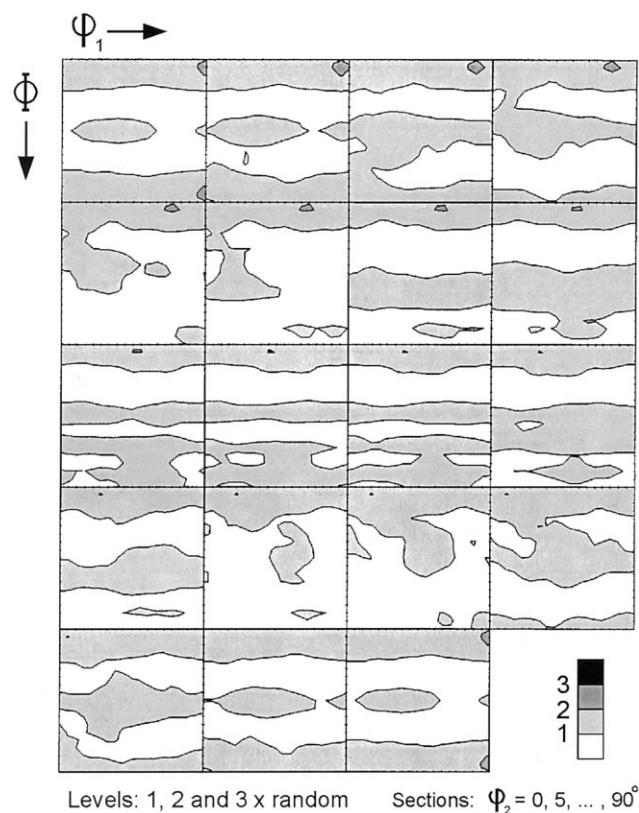 φ₁
Φ
3
2
1
Levels: 1, 2 and 3 x random Sections: φ₂ = 0, 5, ... , 90°